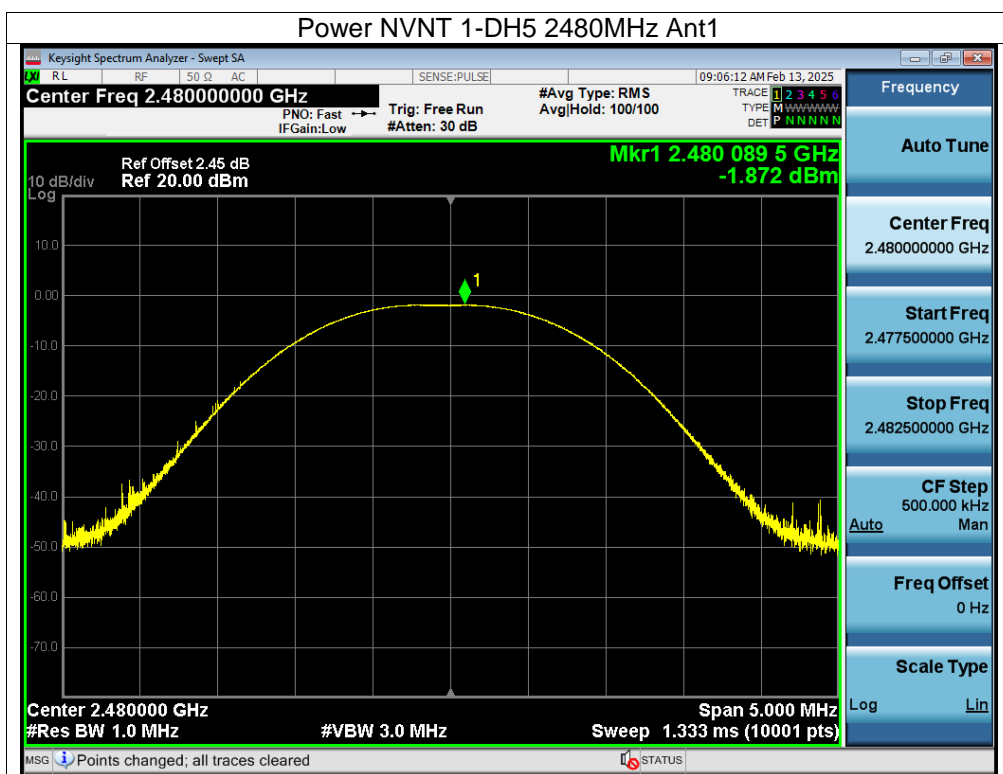 Power NVNT 1-DH5 2480MHz Ant1
Keysight Spectrum Analyzer - Swept SA
LXI RL RF 50 Ω AC SENSE:PULSE 09:06:12 AM Feb 13, 2025
Center Freq 2.480000000 GHz #Avg Type: RMS TRACE 1 2 3 4 5 6
PNO: Fast Trig: Free Run Avg|Hold: 100/100 TYPE M WWWWW
IFGain:Low #Atten: 30 dB DET P N N N N N
Mkr1 2.480 089 5 GHz
-1.872 dBm
Ref Offset 2.45 dB
10 dB/div Ref 20.00 dBm
Log
1
10.0
0.00
-10.0
-20.0
-30.0
-40.0
-50.0
-60.0
-70.0
Center 2.480000 GHz Span 5.000 MHz
#Res BW 1.0 MHz #VBW 3.0 MHz Sweep 1.333 ms (10001 pts)
MSG Points changed; all traces cleared STATUS
Frequency
Auto Tune
Center Freq
2.480000000 GHz
Start Freq
2.477500000 GHz
Stop Freq
2.482500000 GHz
CF Step
500.000 kHz
Auto Man
Freq Offset
0 Hz
Scale Type
Log Lin